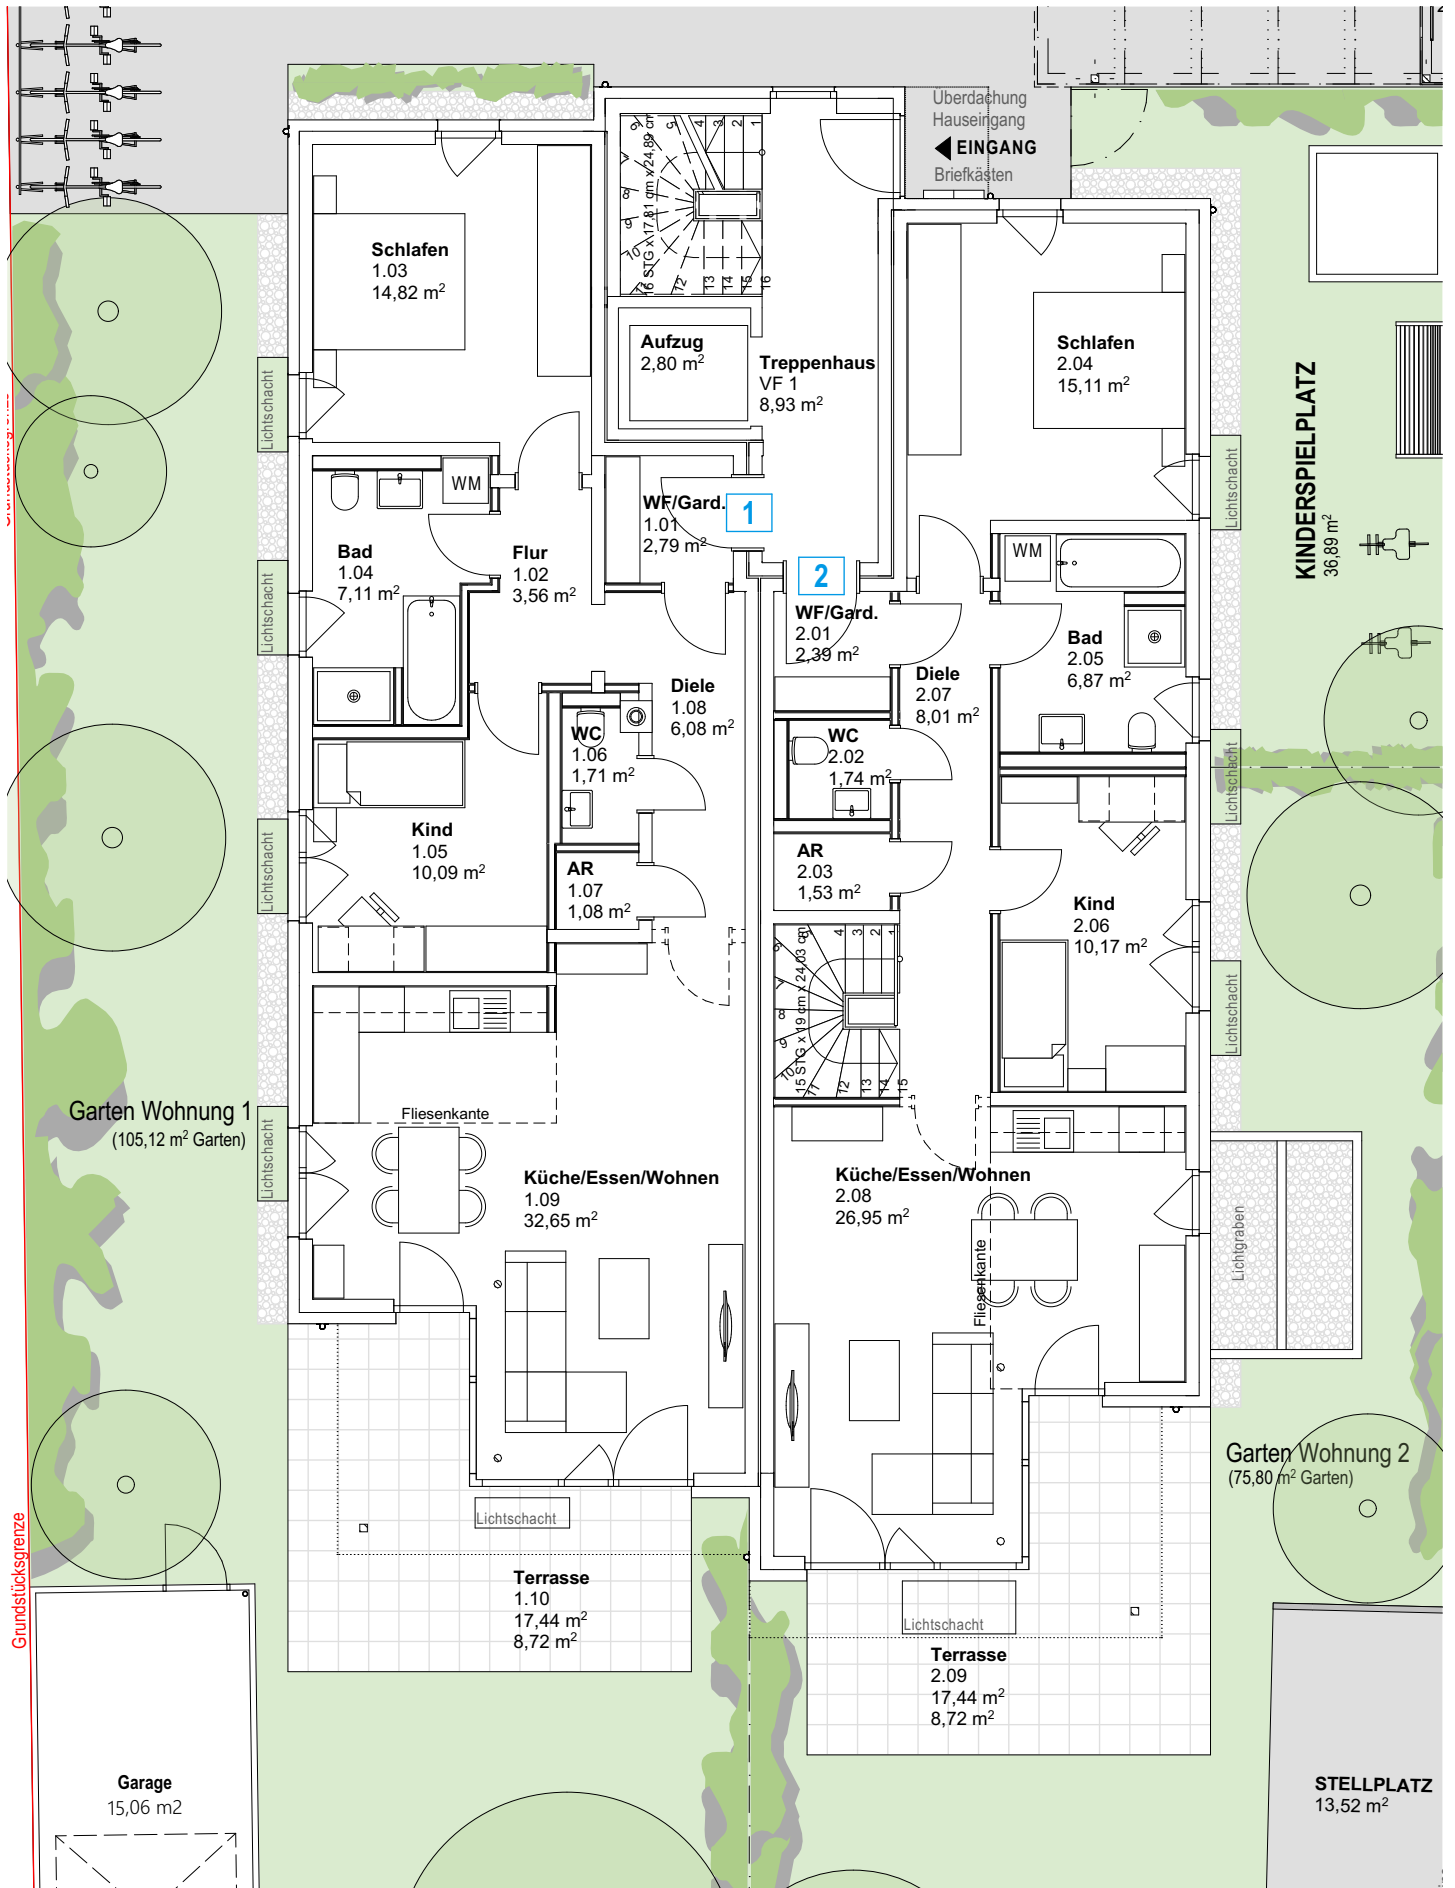 Überdachung
Hauseingang
EINGANG
Briefkästen
16 STG x 17,81 cm x 24,89 cm
Schlafen
1.03
14,82 m²
Aufzug
2,80 m²
Treppenhaus
VF 1
8,93 m²
Schlafen
2.04
15,11 m²
KINDERSPIELPLATZ
36,89 m²
Lichtschacht
Lichtschacht
WM
WF/Gard.
1.01
2,79 m²
1
2
Bad
1.04
7,11 m²
Flur
1.02
3,56 m²
WM
WF/Gard.
2.01
2,39 m²
Lichtschacht
Bad
2.05
6,87 m²
Diele
1.08
6,08 m²
Diele
2.07
8,01 m²
WC
1.06
1,71 m²
WC
2.02
1,74 m²
Lichtschacht
Kind
1.05
10,09 m²
Lichtschacht
AR
1.07
1,08 m²
AR
2.03
1,53 m²
Kind
2.06
10,17 m²
15 STG x 19 cm x 24,03 cm
Lichtschacht
Garten Wohnung 1
(105,12 m² Garten)
Lichtschacht
Fliesenkante
Küche/Essen/Wohnen
1.09
32,65 m²
Küche/Essen/Wohnen
2.08
26,95 m²
Fliesenkante
Lichtgraben
Garten Wohnung 2
(75,80 m² Garten)
Lichtschacht
Grundstücksgrenze
Terrasse
1.10
17,44 m²
8,72 m²
Lichtschacht
Terrasse
2.09
17,44 m²
8,72 m²
Garage
15,06 m2
STELLPLATZ
13,52 m²